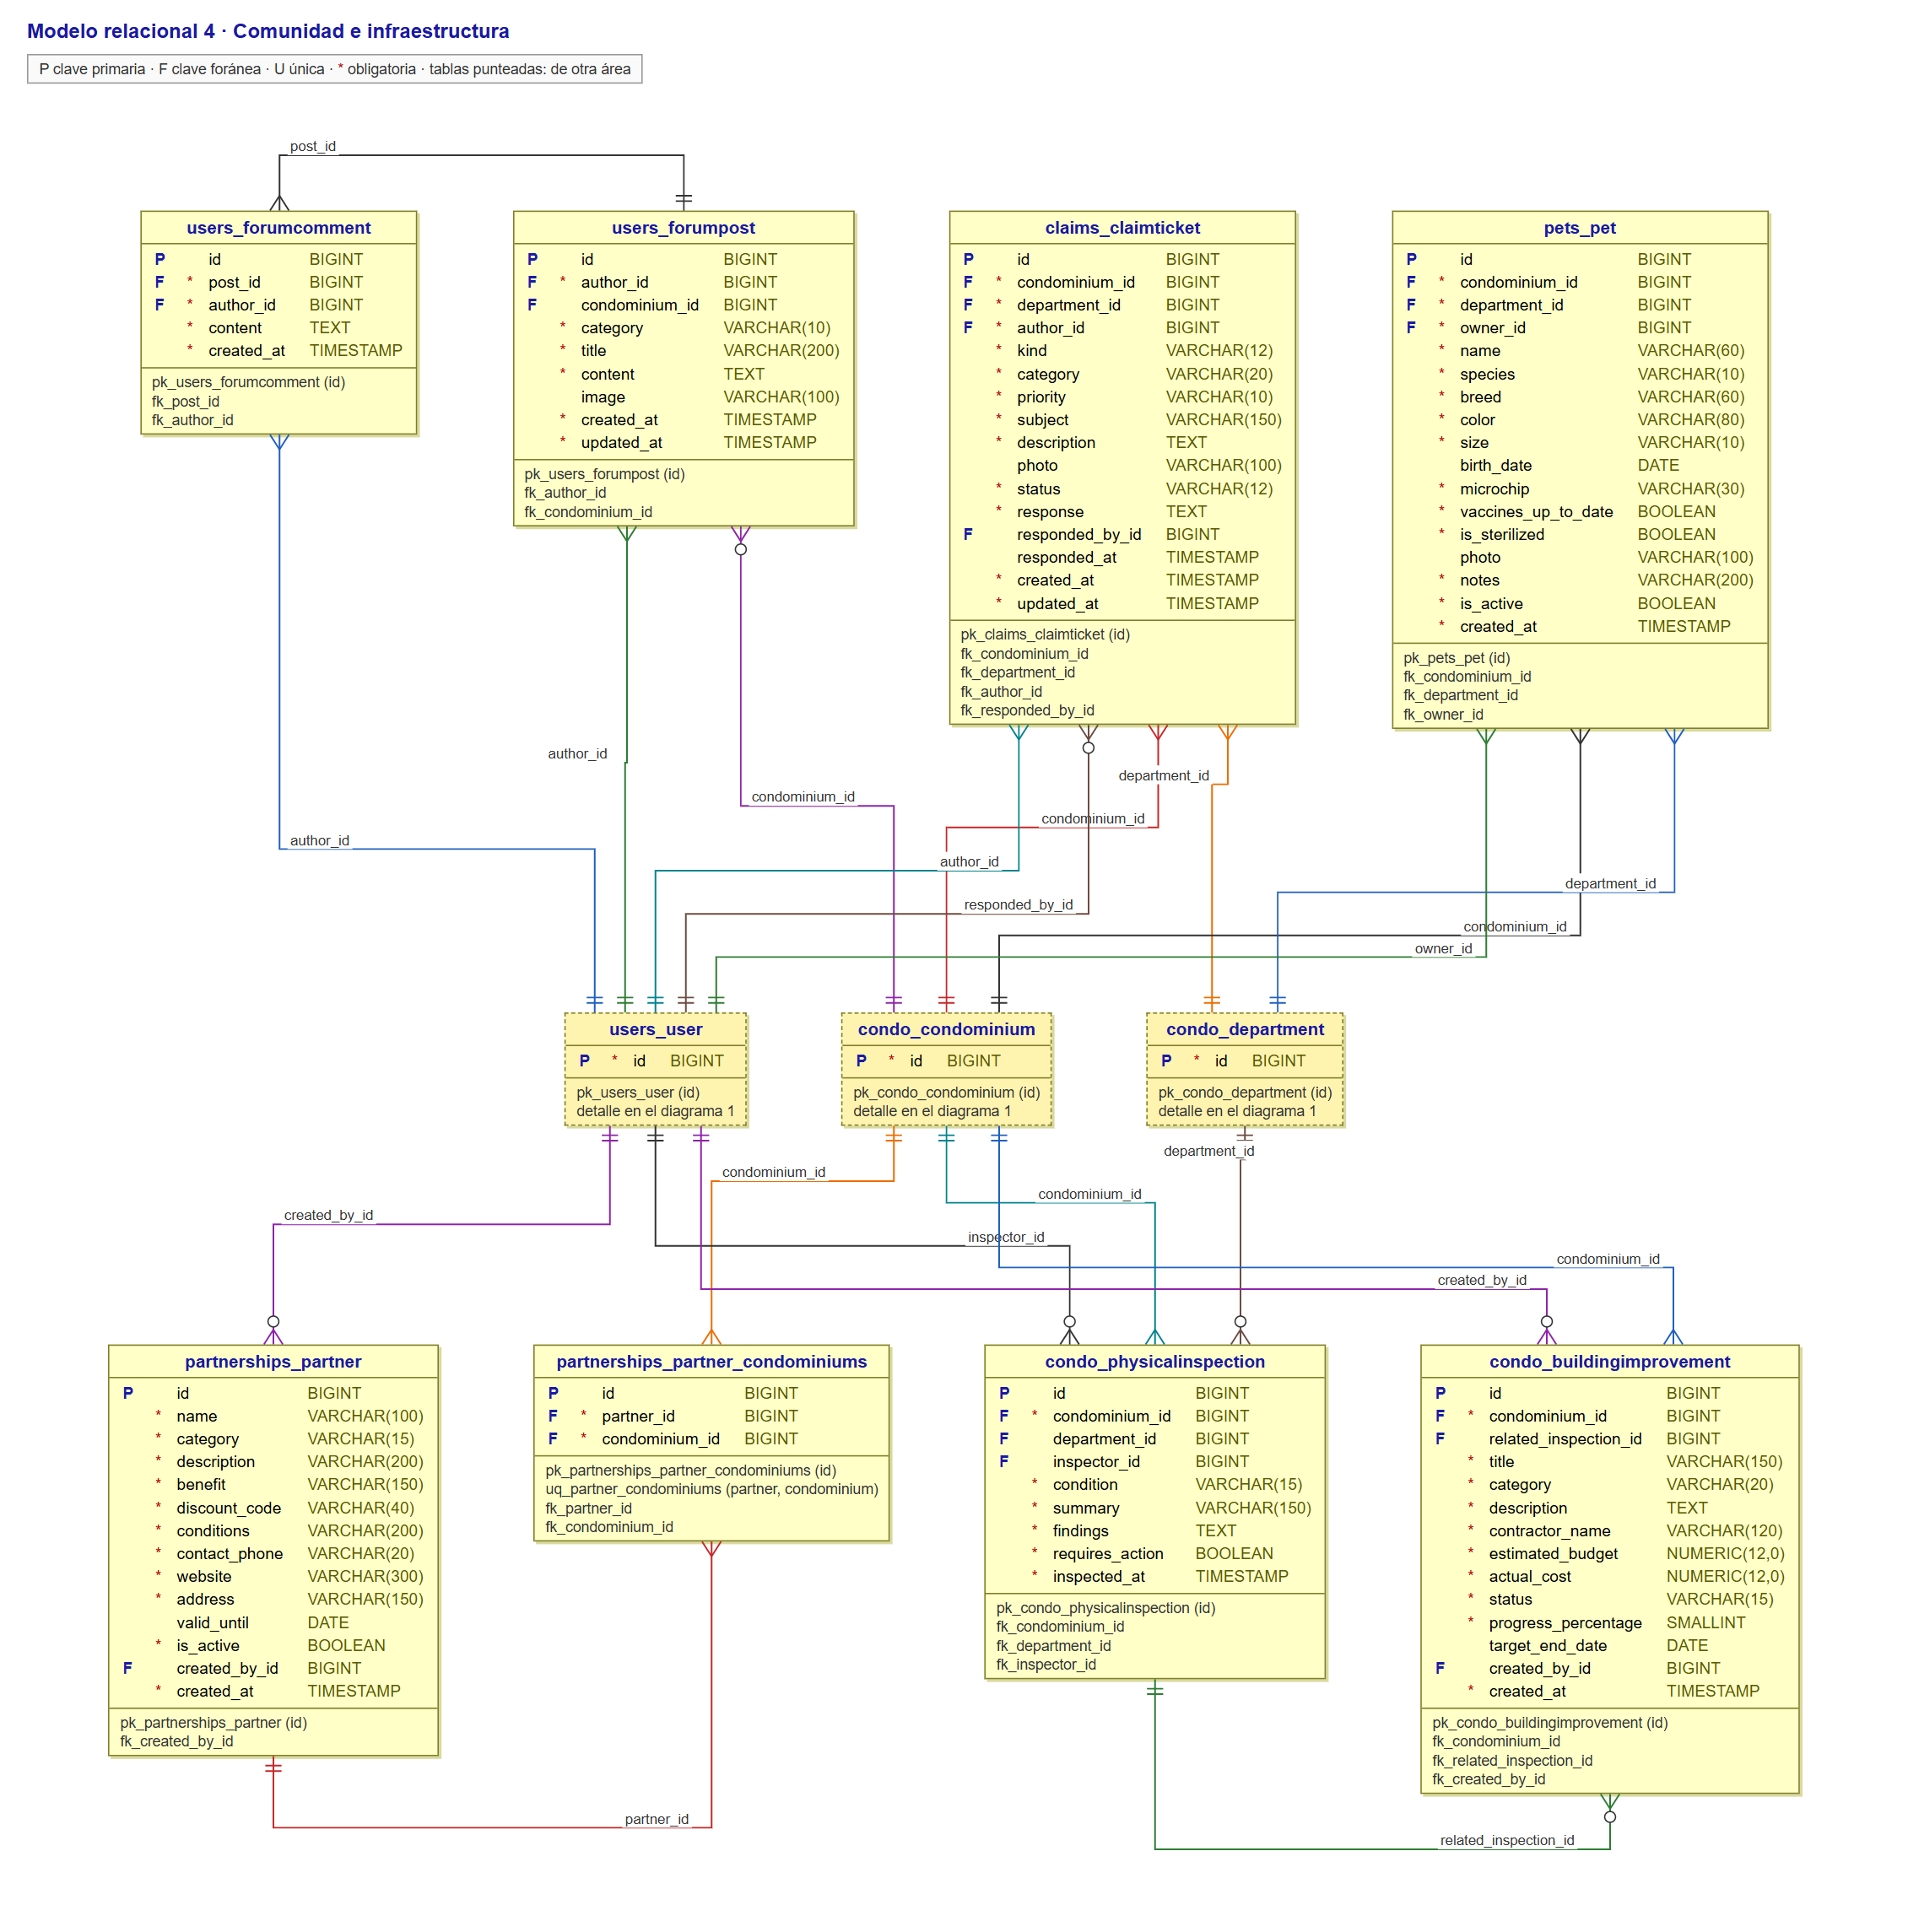 Modelo relacional 4 · Comunidad e infraestructura
P clave primaria · F clave foránea · U única · * obligatoria · tablas punteadas: de otra área
post_id
users_forumcomment
P id BIGINT
F * post_id BIGINT
F * author_id BIGINT
* content TEXT
* created_at TIMESTAMP
pk_users_forumcomment (id)
fk_post_id
fk_author_id
users_forumpost
P id BIGINT
F * author_id BIGINT
F condominium_id BIGINT
* category VARCHAR(10)
* title VARCHAR(200)
* content TEXT
image VARCHAR(100)
* created_at TIMESTAMP
* updated_at TIMESTAMP
pk_users_forumpost (id)
fk_author_id
fk_condominium_id
claims_claimticket
P id BIGINT
F * condominium_id BIGINT
F * department_id BIGINT
F * author_id BIGINT
* kind VARCHAR(12)
* category VARCHAR(20)
* priority VARCHAR(10)
* subject VARCHAR(150)
* description TEXT
photo VARCHAR(100)
* status VARCHAR(12)
* response TEXT
F responded_by_id BIGINT
responded_at TIMESTAMP
* created_at TIMESTAMP
* updated_at TIMESTAMP
pk_claims_claimticket (id)
fk_condominium_id
fk_department_id
fk_author_id
fk_responded_by_id
pets_pet
P id BIGINT
F * condominium_id BIGINT
F * department_id BIGINT
F * owner_id BIGINT
* name VARCHAR(60)
* species VARCHAR(10)
* breed VARCHAR(60)
* color VARCHAR(80)
* size VARCHAR(10)
birth_date DATE
* microchip VARCHAR(30)
* vaccines_up_to_date BOOLEAN
* is_sterilized BOOLEAN
photo VARCHAR(100)
* notes VARCHAR(200)
* is_active BOOLEAN
* created_at TIMESTAMP
pk_pets_pet (id)
fk_condominium_id
fk_department_id
fk_owner_id
author_id
department_id
condominium_id
condominium_id
author_id
author_id
department_id
responded_by_id
condominium_id
owner_id
users_user
P * id BIGINT
pk_users_user (id)
detalle en el diagrama 1
condo_condominium
P * id BIGINT
pk_condo_condominium (id)
detalle en el diagrama 1
condo_department
P * id BIGINT
pk_condo_department (id)
detalle en el diagrama 1
department_id
condominium_id
condominium_id
created_by_id
inspector_id
condominium_id
created_by_id
partnerships_partner
P id BIGINT
* name VARCHAR(100)
* category VARCHAR(15)
* description VARCHAR(200)
* benefit VARCHAR(150)
* discount_code VARCHAR(40)
* conditions VARCHAR(200)
* contact_phone VARCHAR(20)
* website VARCHAR(300)
* address VARCHAR(150)
valid_until DATE
* is_active BOOLEAN
F created_by_id BIGINT
* created_at TIMESTAMP
pk_partnerships_partner (id)
fk_created_by_id
partnerships_partner_condominiums
P id BIGINT
F * partner_id BIGINT
F * condominium_id BIGINT
pk_partnerships_partner_condominiums (id)
uq_partner_condominiums (partner, condominium)
fk_partner_id
fk_condominium_id
condo_physicalinspection
P id BIGINT
F * condominium_id BIGINT
F department_id BIGINT
F inspector_id BIGINT
* condition VARCHAR(15)
* summary VARCHAR(150)
* findings TEXT
* requires_action BOOLEAN
* inspected_at TIMESTAMP
pk_condo_physicalinspection (id)
fk_condominium_id
fk_department_id
fk_inspector_id
condo_buildingimprovement
P id BIGINT
F * condominium_id BIGINT
F related_inspection_id BIGINT
* title VARCHAR(150)
* category VARCHAR(20)
* description TEXT
* contractor_name VARCHAR(120)
* estimated_budget NUMERIC(12,0)
* actual_cost NUMERIC(12,0)
* status VARCHAR(15)
* progress_percentage SMALLINT
target_end_date DATE
F created_by_id BIGINT
* created_at TIMESTAMP
pk_condo_buildingimprovement (id)
fk_condominium_id
fk_related_inspection_id
fk_created_by_id
partner_id
related_inspection_id